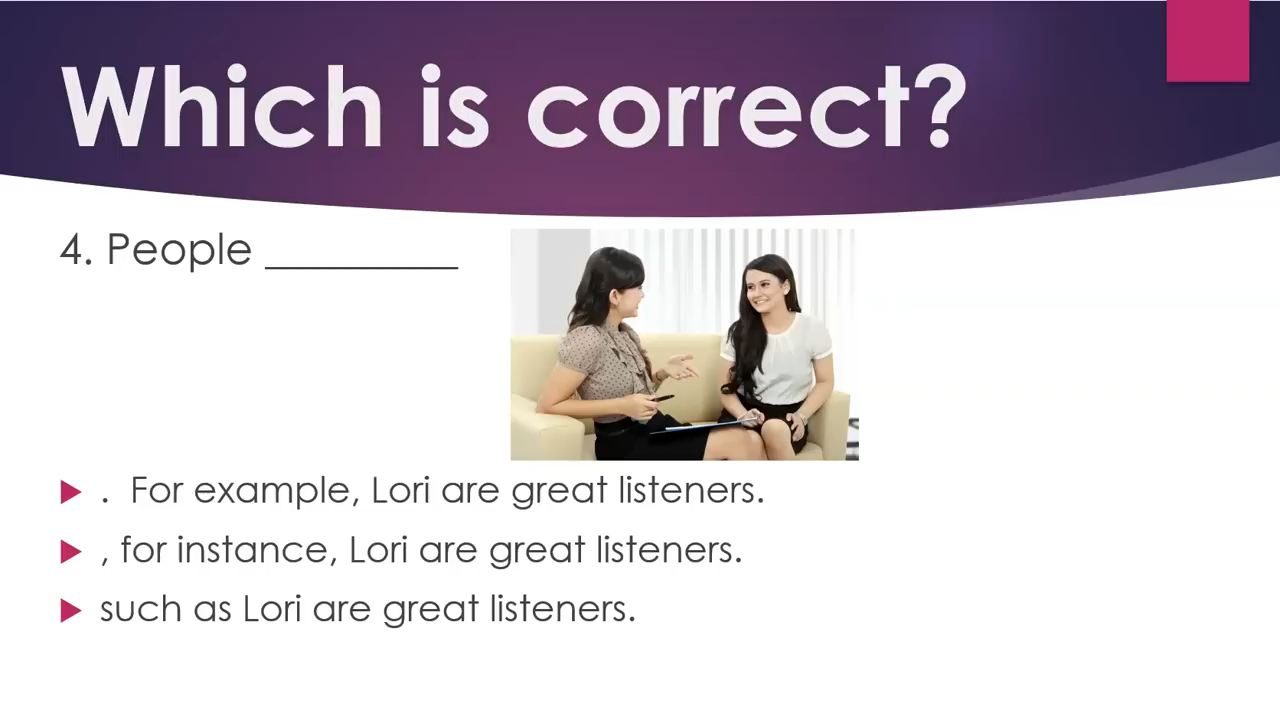 Which is correct?
4. People _________
. For example, Lori are great listeners.
, for instance, Lori are great listeners.
such as Lori are great listeners.